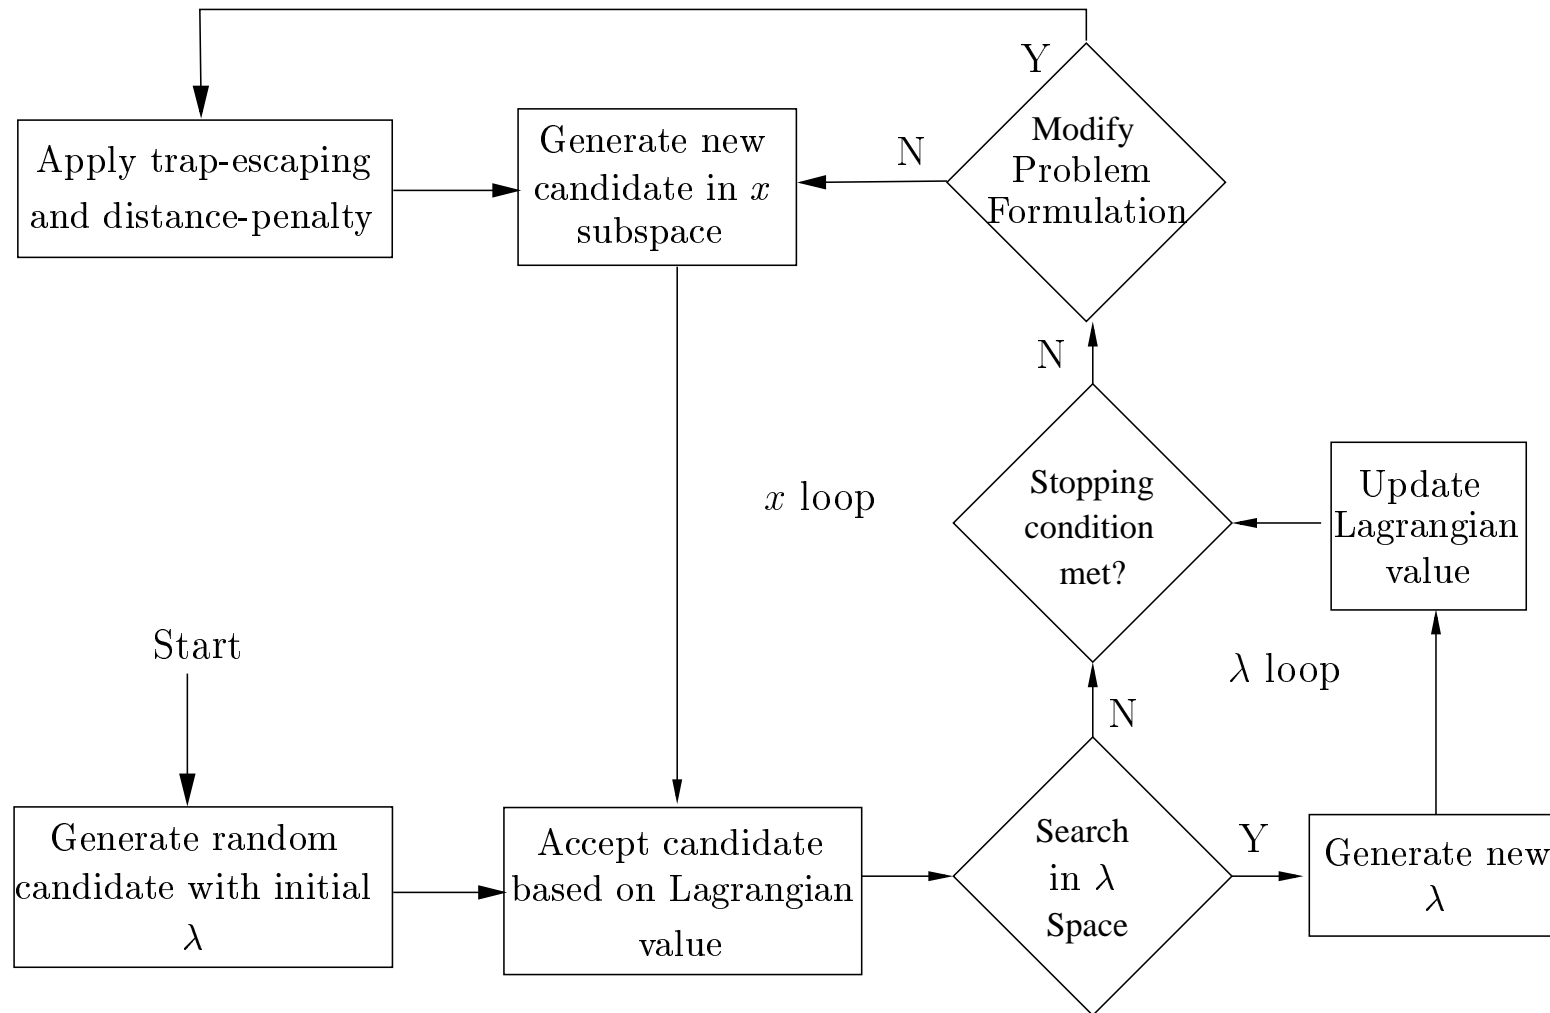 Y
Apply trap-escaping
and distance-penalty
Generate new
candidate in x
subspace
N
Modify
Problem
Formulation
N
x loop
Stopping
condition
met?
Update
Lagrangian
value
Start
λ loop
N
Generate random
candidate with initial
λ
Accept candidate
based on Lagrangian
value
Search
in λ
Space
Y
Generate new
λ